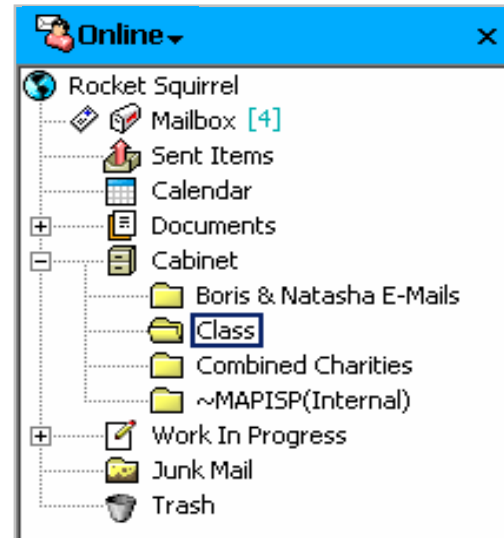 Online
Rocket Squirrel
Mailbox [4]
Sent Items
Calendar
Documents
Cabinet
Boris & Natasha E-Mails
Class
Combined Charities
~MAPISP(Internal)
Work In Progress
Junk Mail
Trash